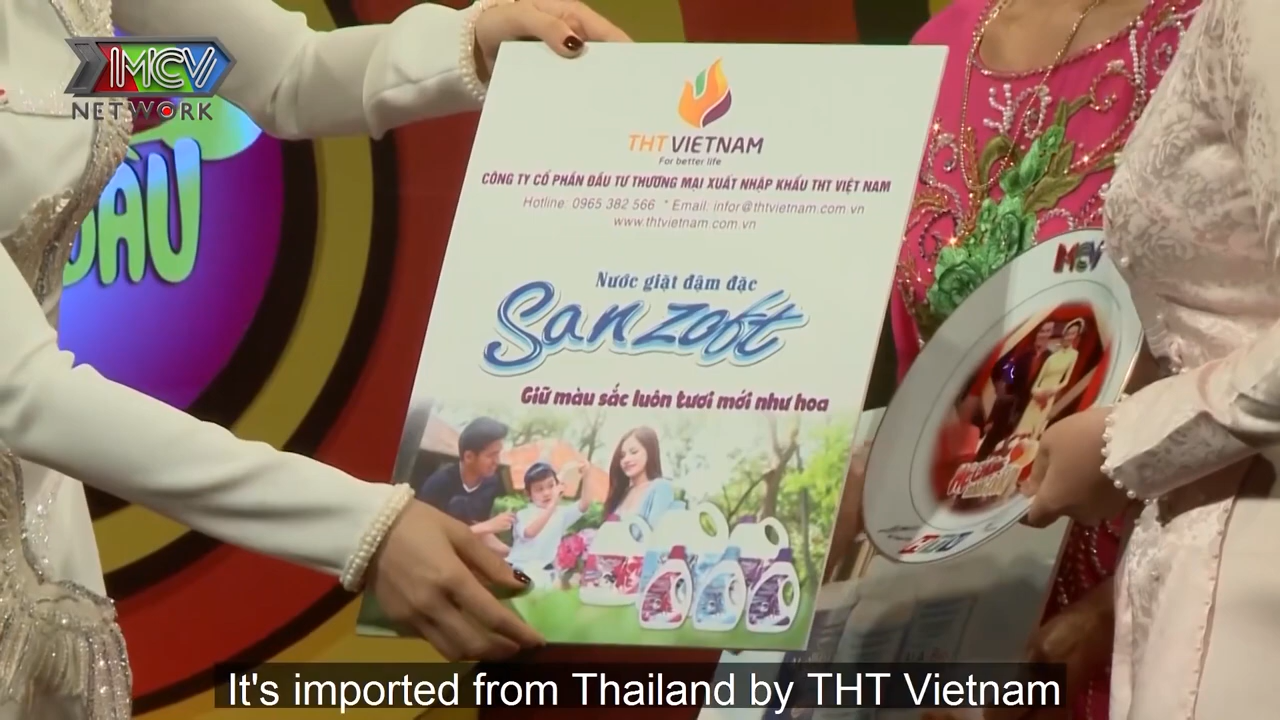 MCV
NETWORK
DÂU
THT VIETNAM
For better life
CÔNG TY CỔ PHẦN ĐẦU TƯ THƯƠNG MẠI XUẤT NHẬP KHẨU THT VIỆT NAM
Hotline: 0965 382 566 * Email: infor@thtvietnam.com.vn
www.thtvietnam.com.vn
Nước giặt đậm đặc
Sanzoft
Giữ màu sắc luôn tươi mới như hoa
MCV
It's imported from Thailand by THT Vietnam